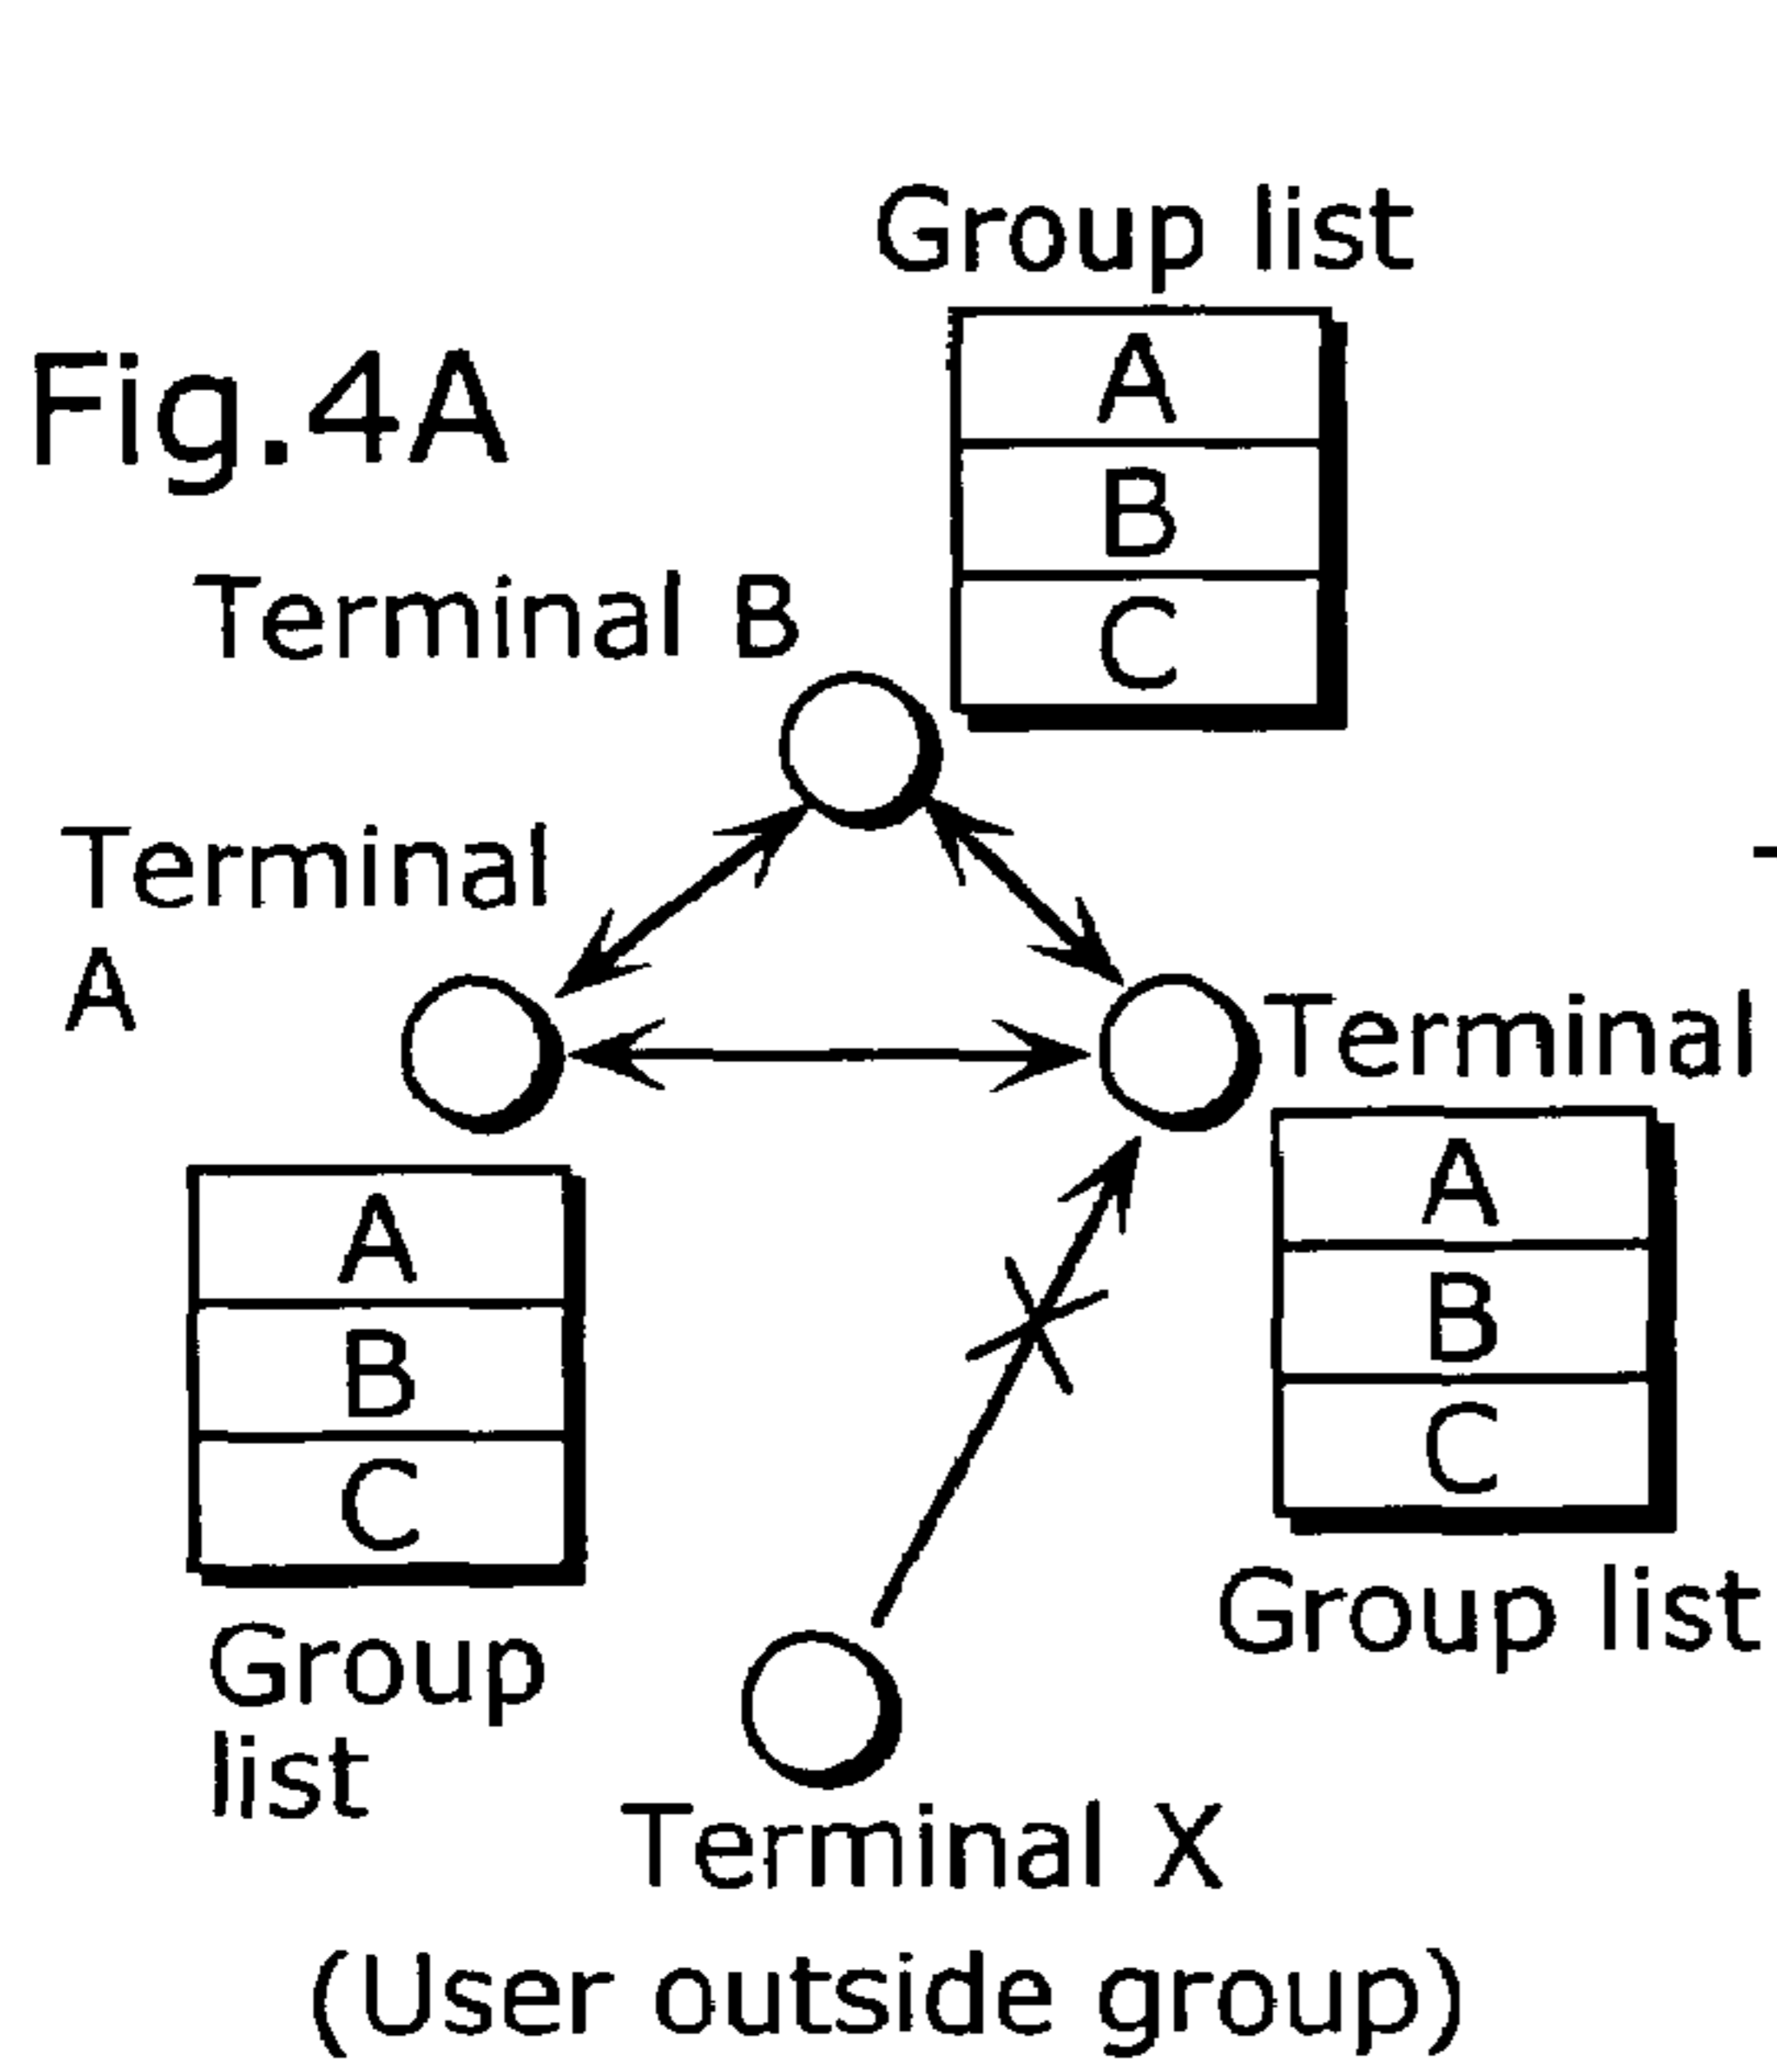 Group list
A
B
C
Fig.4A
Terminal B
Terminal
A
Terminal
A
B
C
Group list
A
B
C
Group
list
Terminal X
(User outside group)